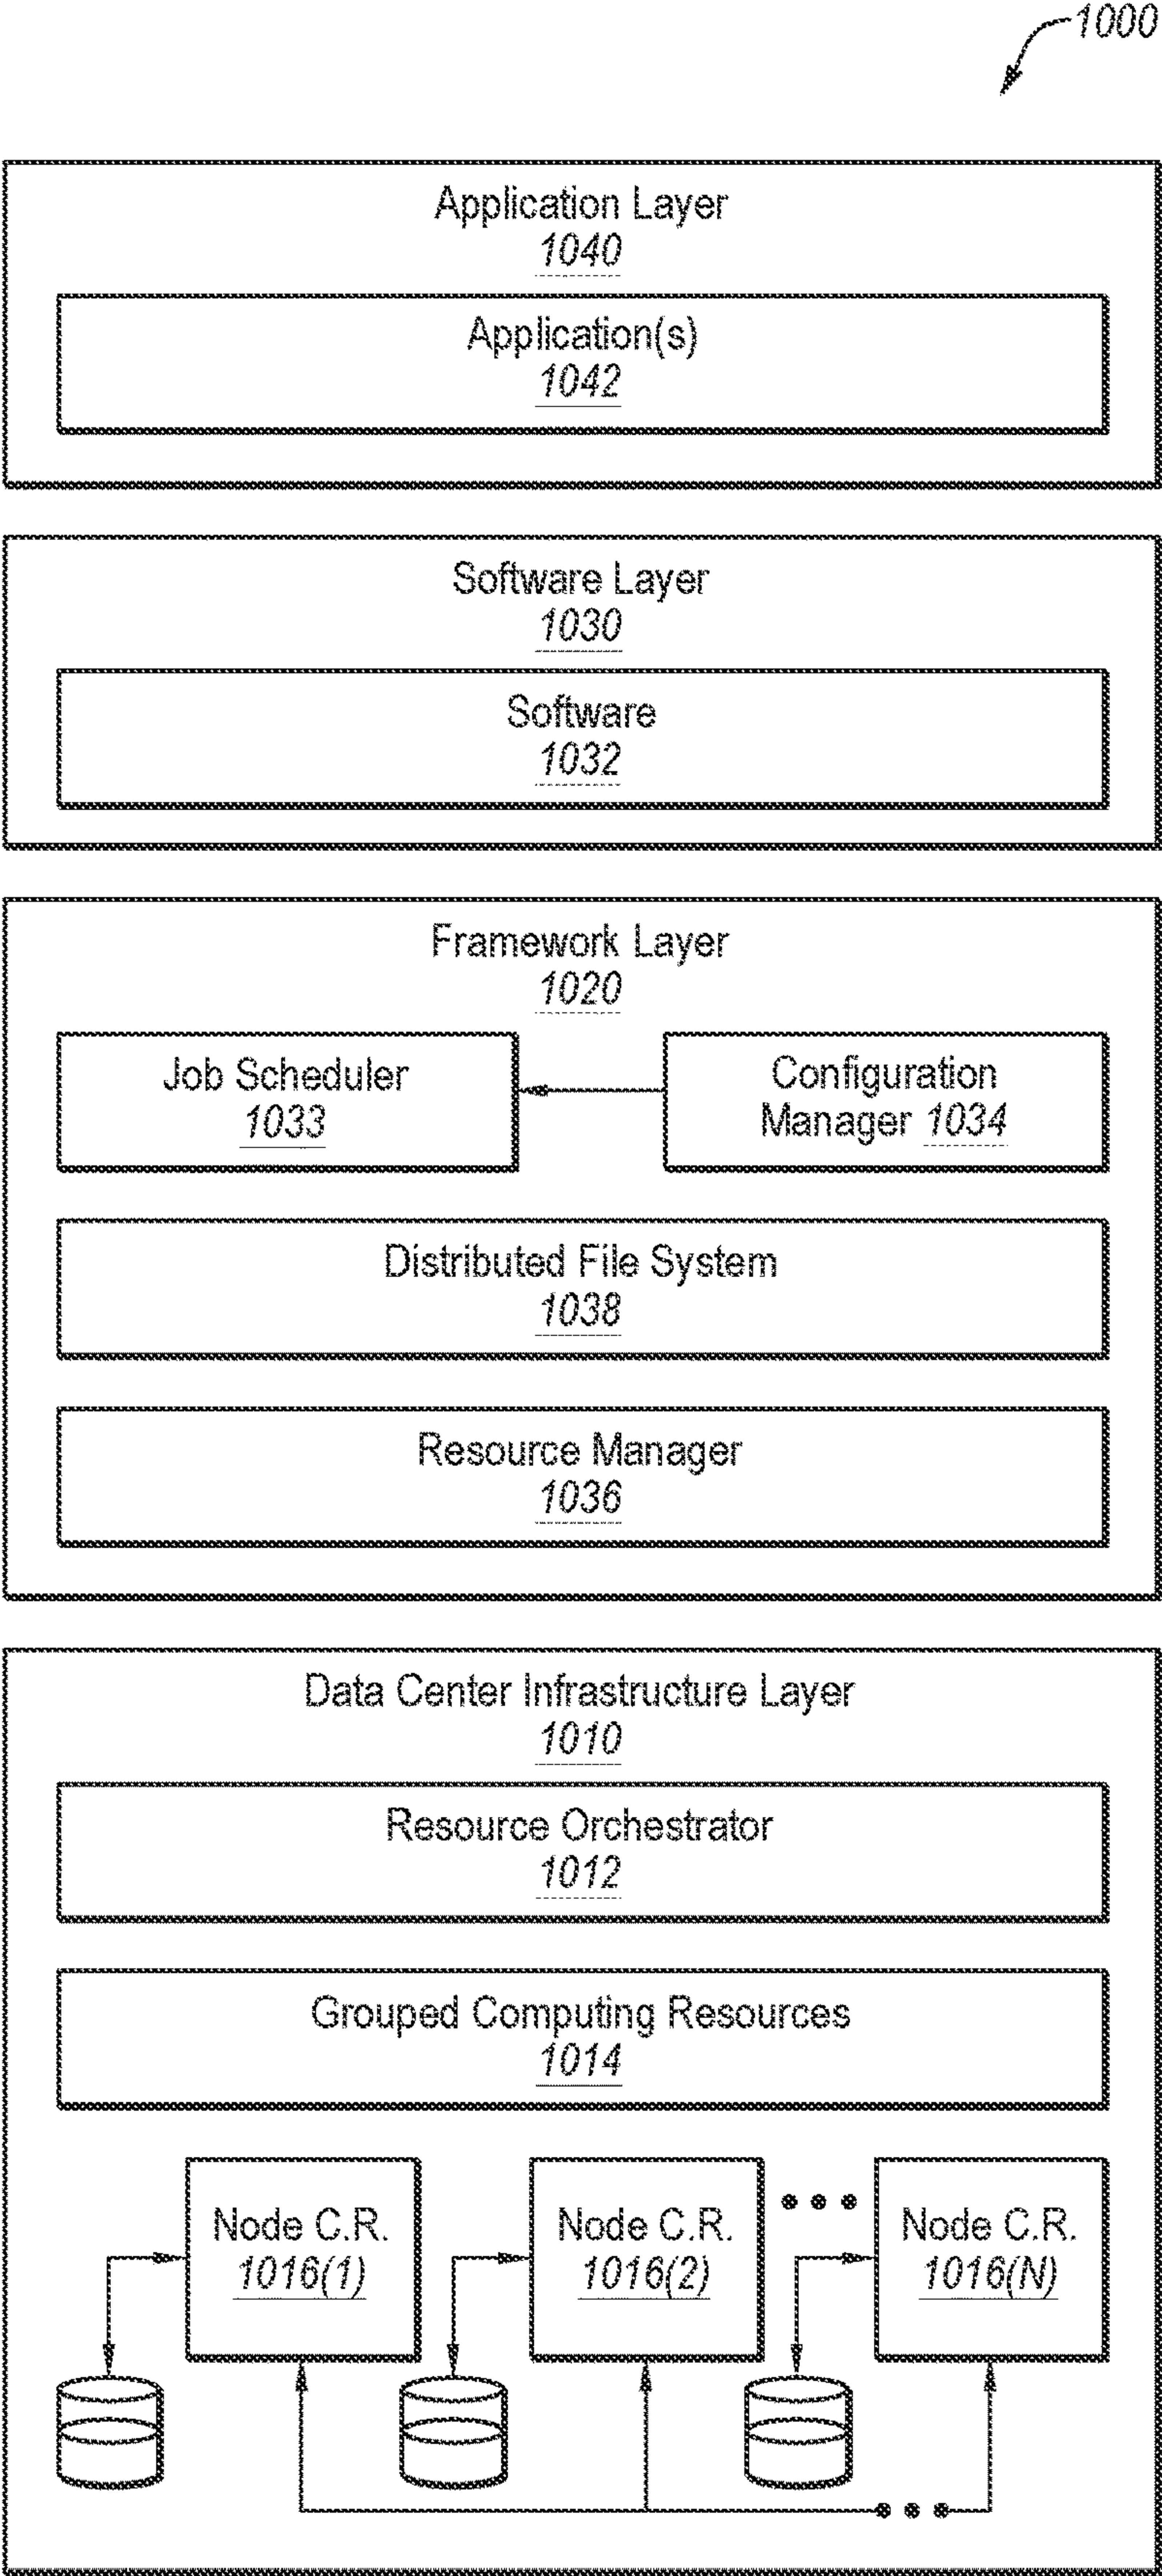 1000
Application Layer
1040
Application(s)
1042
Software Layer
1030
Software
1032
Framework Layer
1020
Job Scheduler
1033
Configuration
Manager 1034
Distributed File System
1038
Resource Manager
1036
Data Center Infrastructure Layer
1010
Resource Orchestrator
1012
Grouped Computing Resources
1014
Node C.R.
1016(1)
Node C.R.
1016(2)
Node C.R.
1016(N)